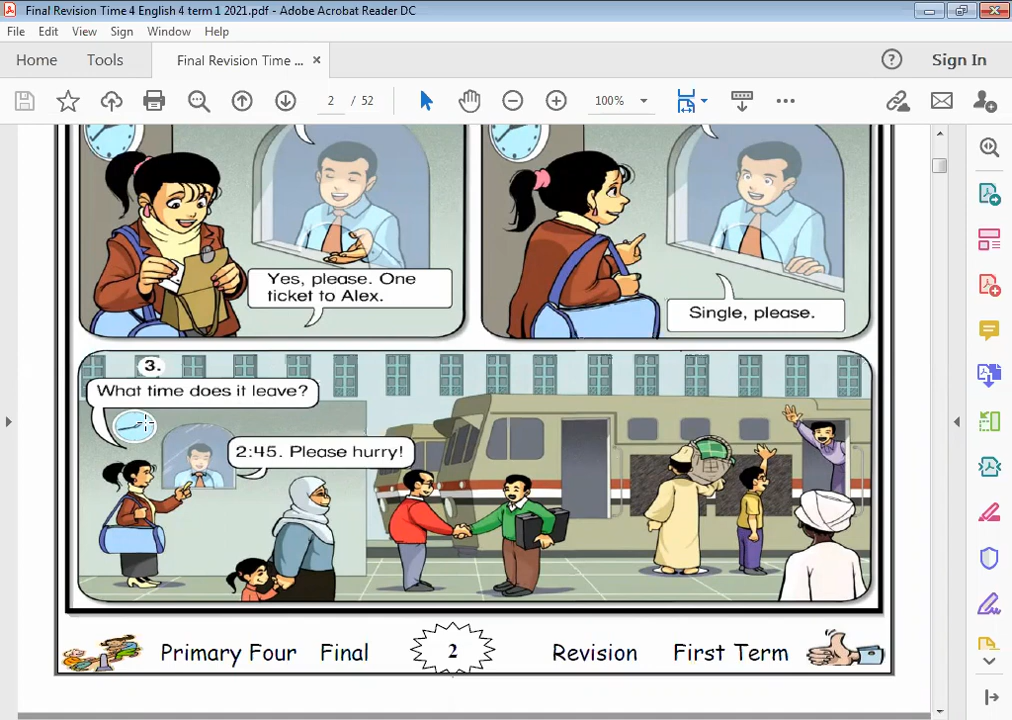 Final Revision Time 4 English 4 term 1 2021.pdf - Adobe Acrobat Reader DC
File Edit View Sign Window Help
Home Tools Final Revision Time ... × Sign In
2 / 52 100%
Yes, please. One
ticket to Alex.
Single, please.
3.
What time does it leave?
2:45. Please hurry!
Primary Four Final 2 Revision First Term